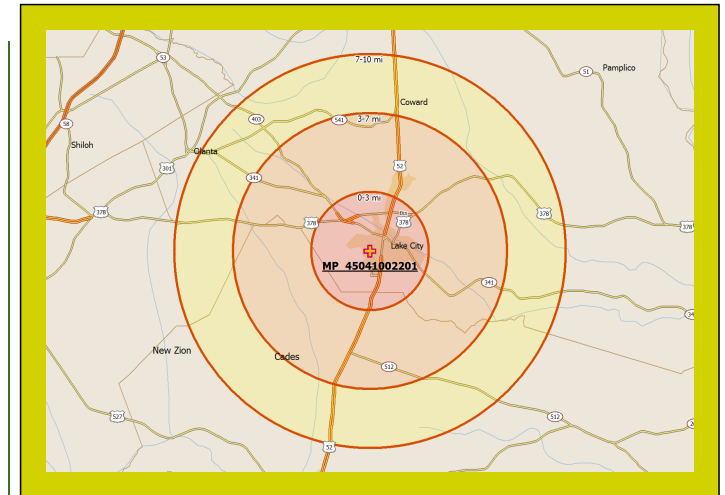 7-10 mi
53
51
Pamplico
Coward
403
541
3-7 mi
58
Shiloh
Olanta
301
52
341
0-3 mi
378
378
378
378
378
Lake City
MP 45041002201
341
New Zion
Cades
512
527
512
52